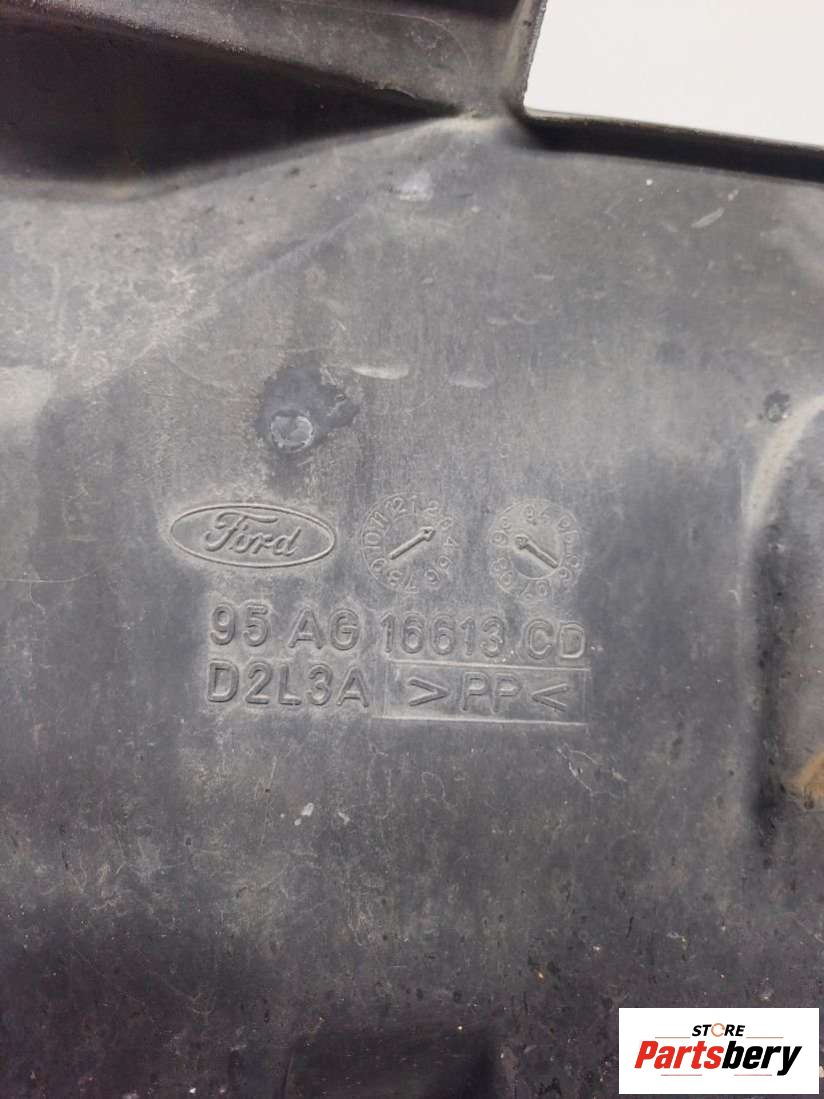 Ford
95 AG 16613 CD
D2L3A >PP<
STORE
Partsbery